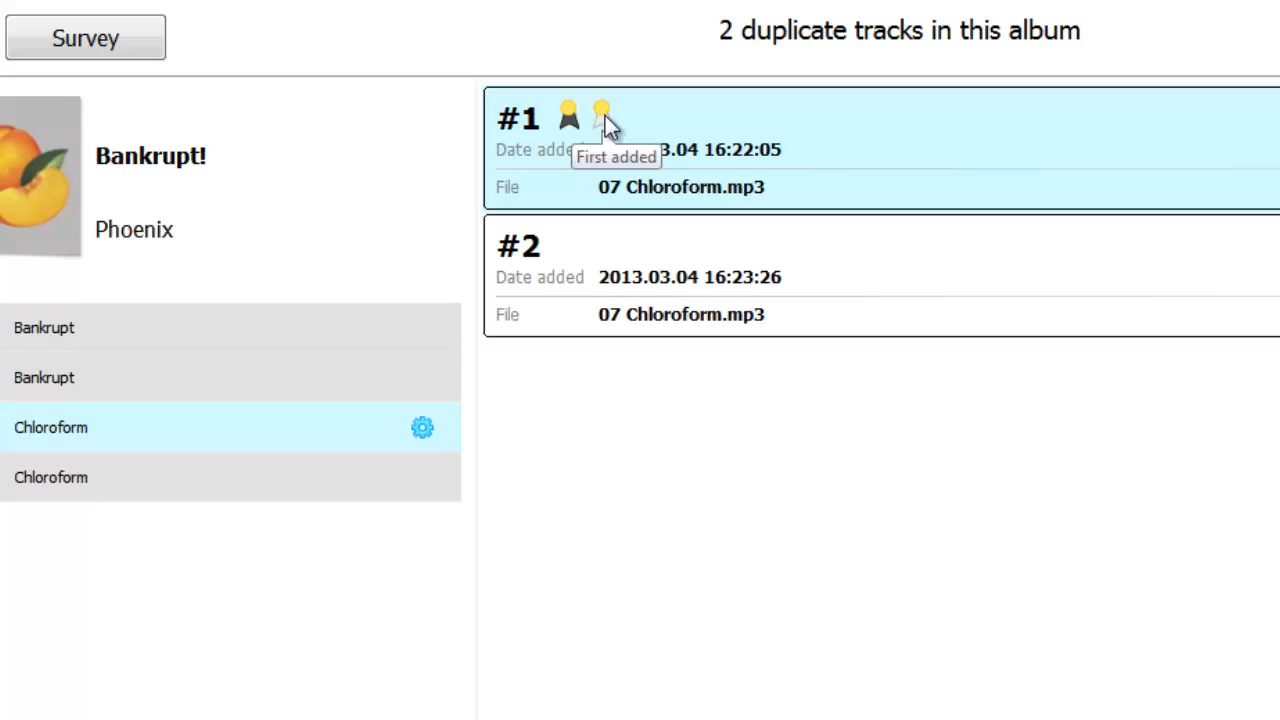 Survey
2 duplicate tracks in this album
Bankrupt!
Phoenix
Bankrupt
Bankrupt
Chloroform
Chloroform
#1
Date adde 3.04 16:22:05
First added
File 07 Chloroform.mp3
#2
Date added 2013.03.04 16:23:26
File 07 Chloroform.mp3